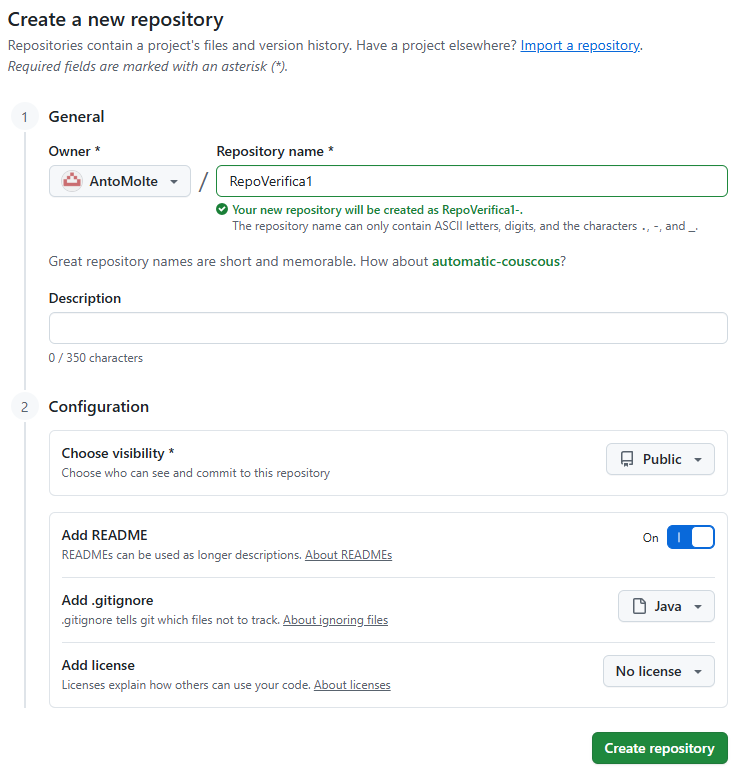 Create a new repository
Repositories contain a project's files and version history. Have a project elsewhere? Import a repository.
Required fields are marked with an asterisk (*).
1 General
Owner * Repository name *
AntoMolte / RepoVerifica1
Your new repository will be created as RepoVerifica1-.
The repository name can only contain ASCII letters, digits, and the characters ., -, and _.
Great repository names are short and memorable. How about automatic-couscous?
Description
0 / 350 characters
2 Configuration
Choose visibility * Public
Choose who can see and commit to this repository
Add README On
READMEs can be used as longer descriptions. About READMEs
Add .gitignore Java
.gitignore tells git which files not to track. About ignoring files
Add license No license
Licenses explain how others can use your code. About licenses
Create repository